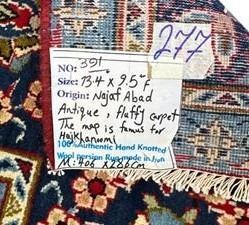 277
NO: 391
Size: 13.4 x 9.5 F
Origin: Najaf Abad
Antique, fluffy carpet
The map is famus for
Hajkhanomi
100% Authentic Hand Knotted
Wool persian Rug made in Iran
M: 406 x 286 cm